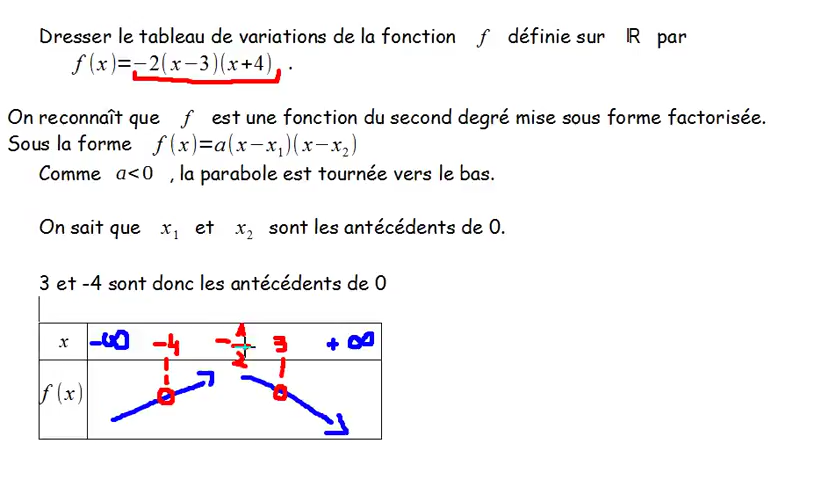 Dresser le tableau de variations de la fonction f définie sur ℝ par
f(x)=−2(x−3)(x+4) .
On reconnaît que f est une fonction du second degré mise sous forme factorisée.
Sous la forme f(x)=a(x−x₁)(x−x₂)
Comme a<0 , la parabole est tournée vers le bas.
On sait que x₁ et x₂ sont les antécédents de 0.
3 et -4 sont donc les antécédents de 0
x −∞ −4 −1/2 3 +∞
f(x) 0 0